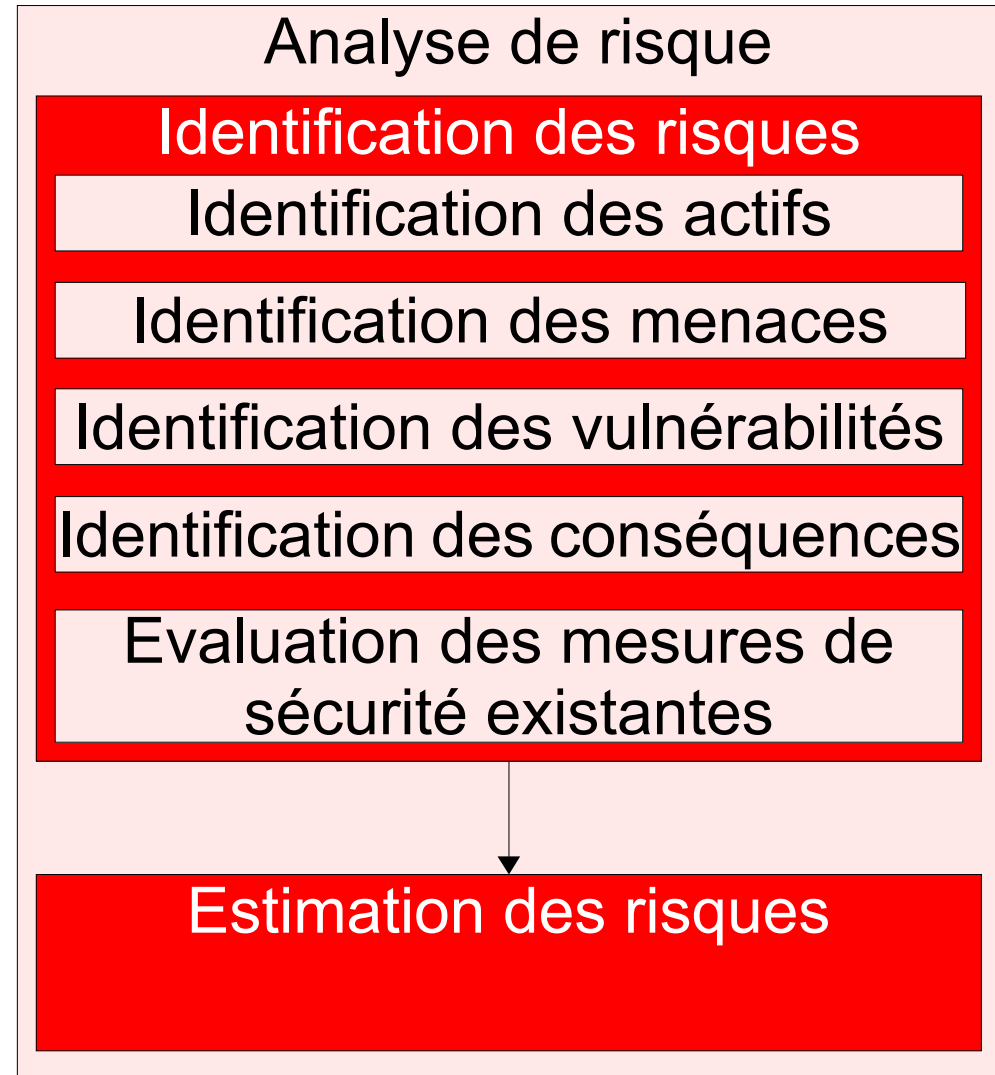 Analyse de risque
Identification des risques
Identification des actifs
Identification des menaces
Identification des vulnérabilités
Identification des conséquences
Evaluation des mesures de
sécurité existantes
Estimation des risques